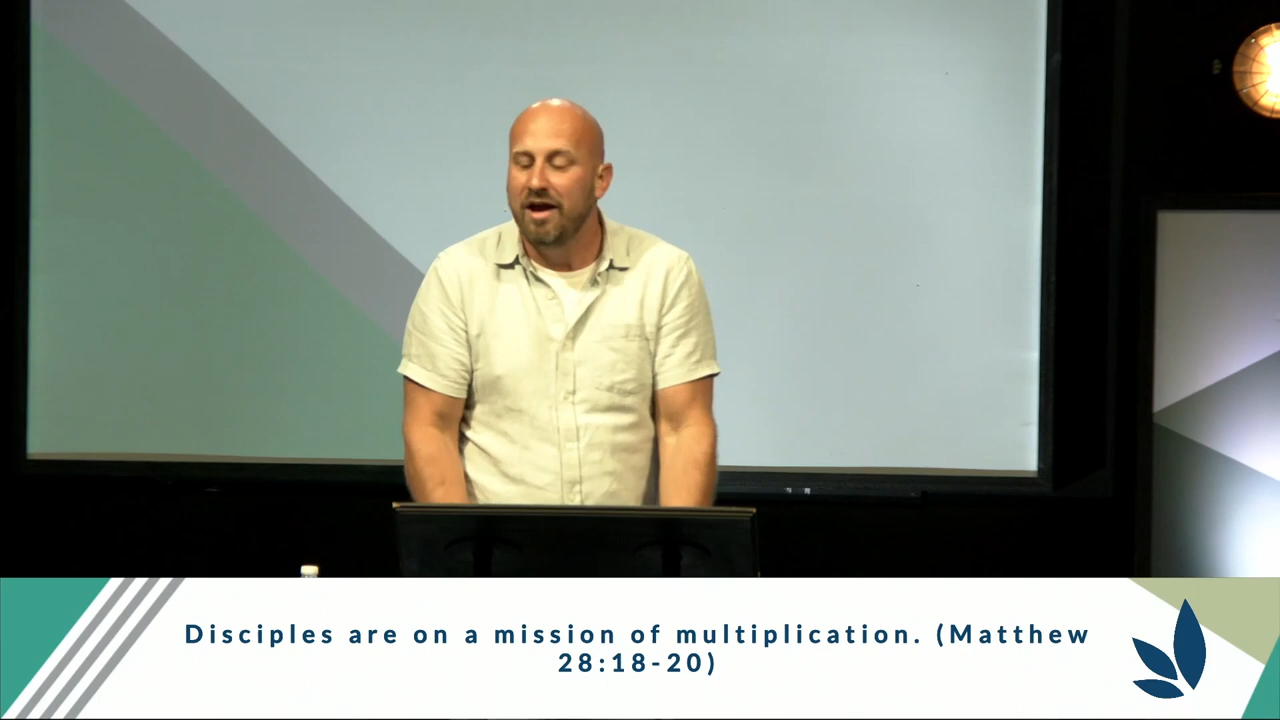 Disciples are on a mission of multiplication. (Matthew
28:18-20)